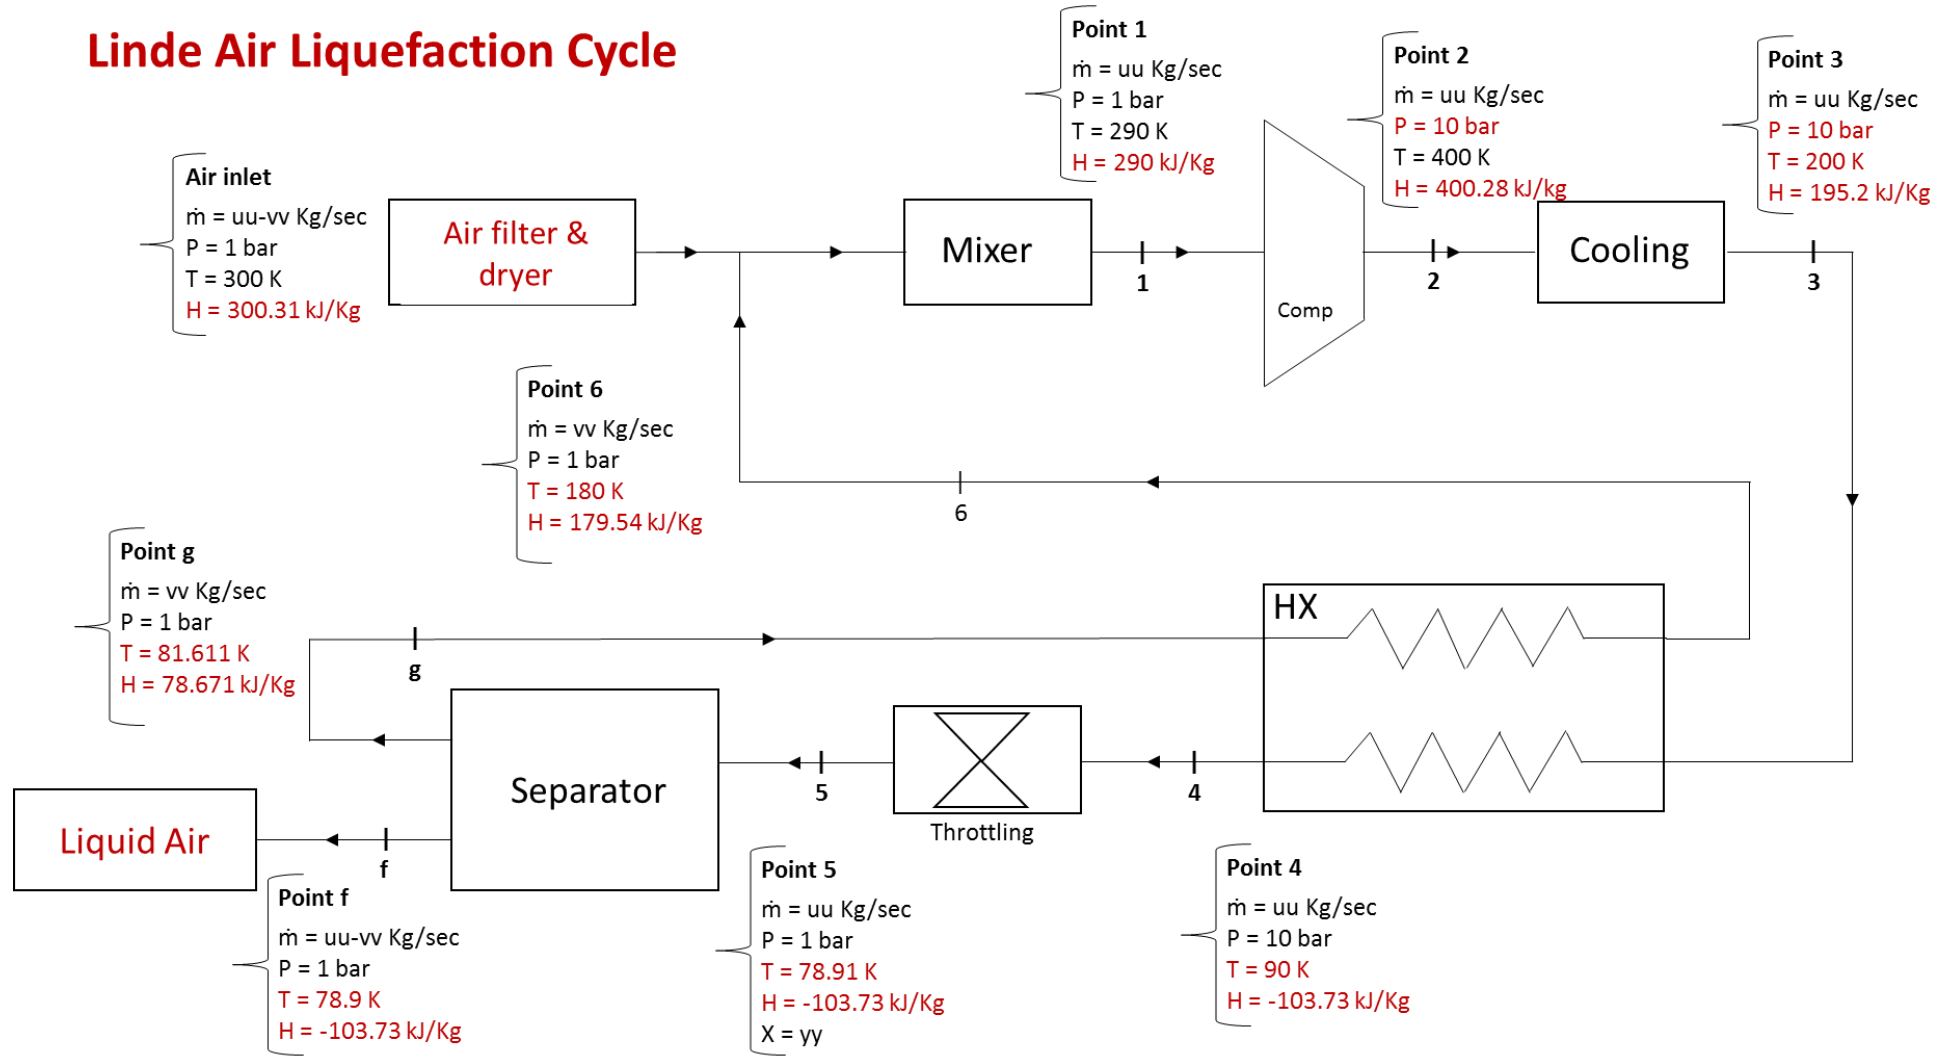 Linde Air Liquefaction Cycle
Point 1
ṁ = uu Kg/sec
P = 1 bar
T = 290 K
H = 290 kJ/Kg
Point 2
ṁ = uu Kg/sec
P = 10 bar
T = 400 K
H = 400.28 kJ/kg
Point 3
ṁ = uu Kg/sec
P = 10 bar
T = 200 K
H = 195.2 kJ/Kg
Air inlet
ṁ = uu-vv Kg/sec
P = 1 bar
T = 300 K
H = 300.31 kJ/Kg
Air filter &
dryer
Mixer
1
Comp
2
Cooling
3
Point 6
ṁ = vv Kg/sec
P = 1 bar
T = 180 K
H = 179.54 kJ/Kg
6
Point g
ṁ = vv Kg/sec
P = 1 bar
T = 81.611 K
H = 78.671 kJ/Kg
g
HX
Separator
5
Throttling
4
Liquid Air
f
Point f
ṁ = uu-vv Kg/sec
P = 1 bar
T = 78.9 K
H = -103.73 kJ/Kg
Point 5
ṁ = uu Kg/sec
P = 1 bar
T = 78.91 K
H = -103.73 kJ/Kg
X = yy
Point 4
ṁ = uu Kg/sec
P = 10 bar
T = 90 K
H = -103.73 kJ/Kg